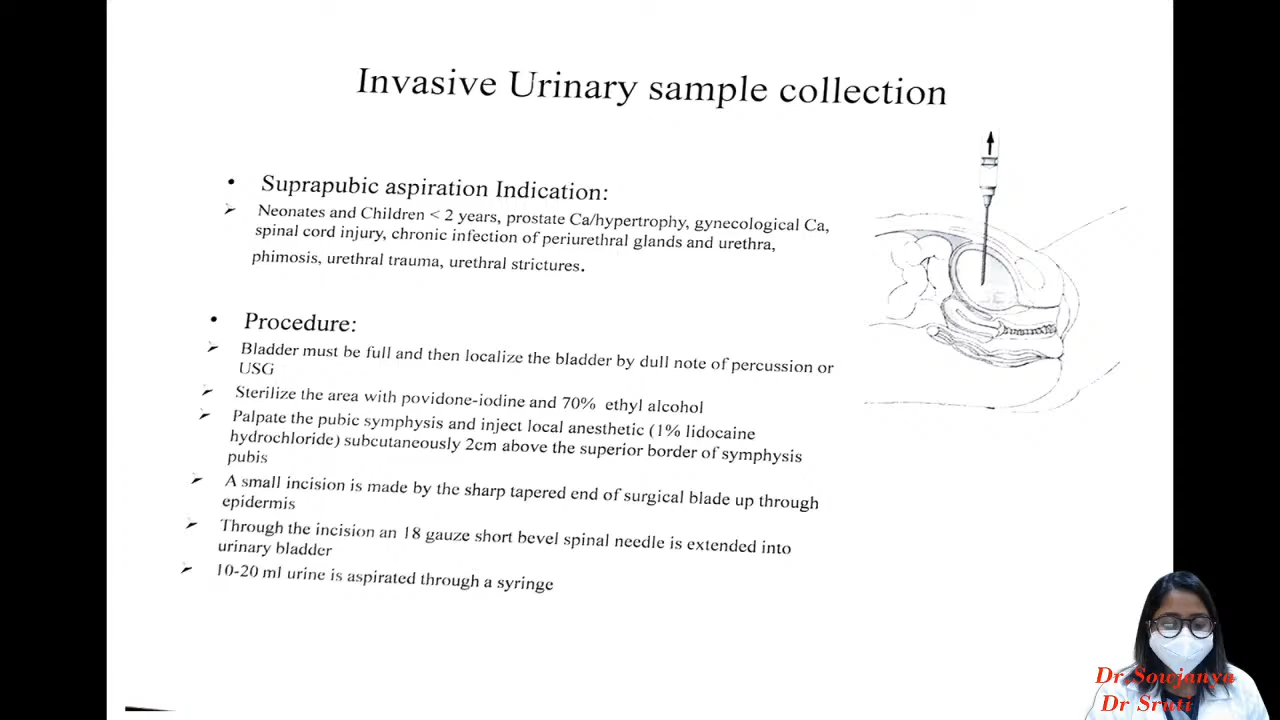 Invasive Urinary sample collection
• Suprapubic aspiration Indication:
➢ Neonates and Children < 2 years, prostate Ca/hypertrophy, gynecological Ca,
spinal cord injury, chronic infection of periurethral glands and urethra,
phimosis, urethral trauma, urethral strictures.
• Procedure:
➢ Bladder must be full and then localize the bladder by dull note of percussion or
USG
➢ Sterilize the area with povidone-iodine and 70% ethyl alcohol
➢ Palpate the pubic symphysis and inject local anesthetic (1% lidocaine
hydrochloride) subcutaneously 2cm above the superior border of symphysis
pubis
➢ A small incision is made by the sharp tapered end of surgical blade up through
epidermis
➢ Through the incision an 18 gauze short bevel spinal needle is extended into
urinary bladder
➢ 10-20 ml urine is aspirated through a syringe
Dr.Sowjanya
Dr Sruti